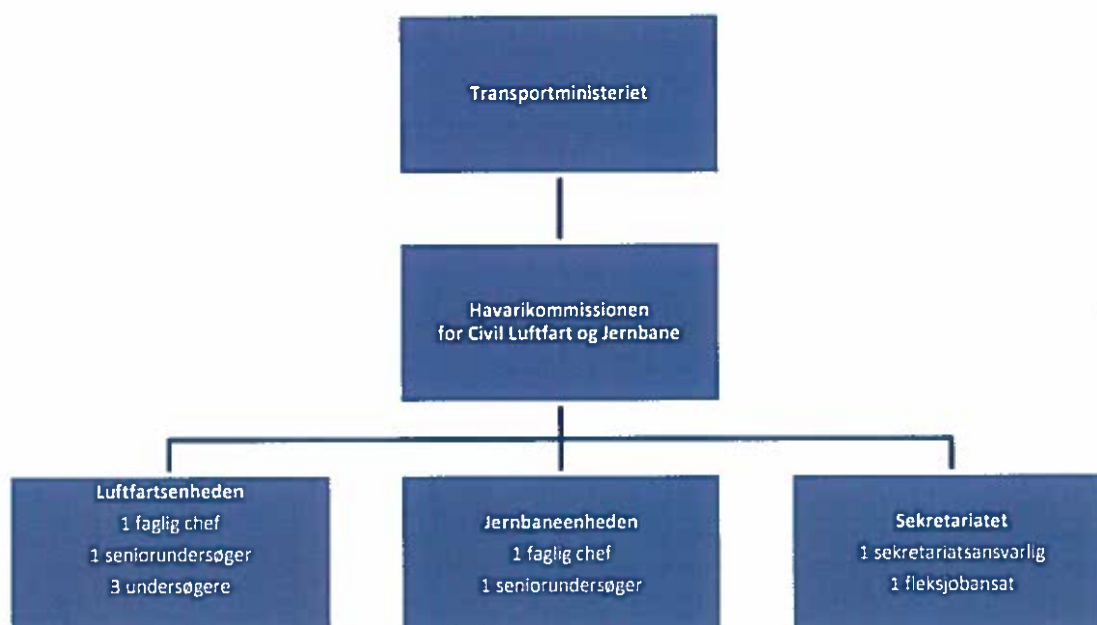 Transportministeriet
Havarikommissionen
for Civil Luftfart og Jernbane
Luftfartsenheden
1 faglig chef
1 seniorundersøger
3 undersøgere
Jernbaneenheden
1 faglig chef
1 seniorundersøger
Sekretariatet
1 sekretariatsansvarlig
1 fleksjobansat